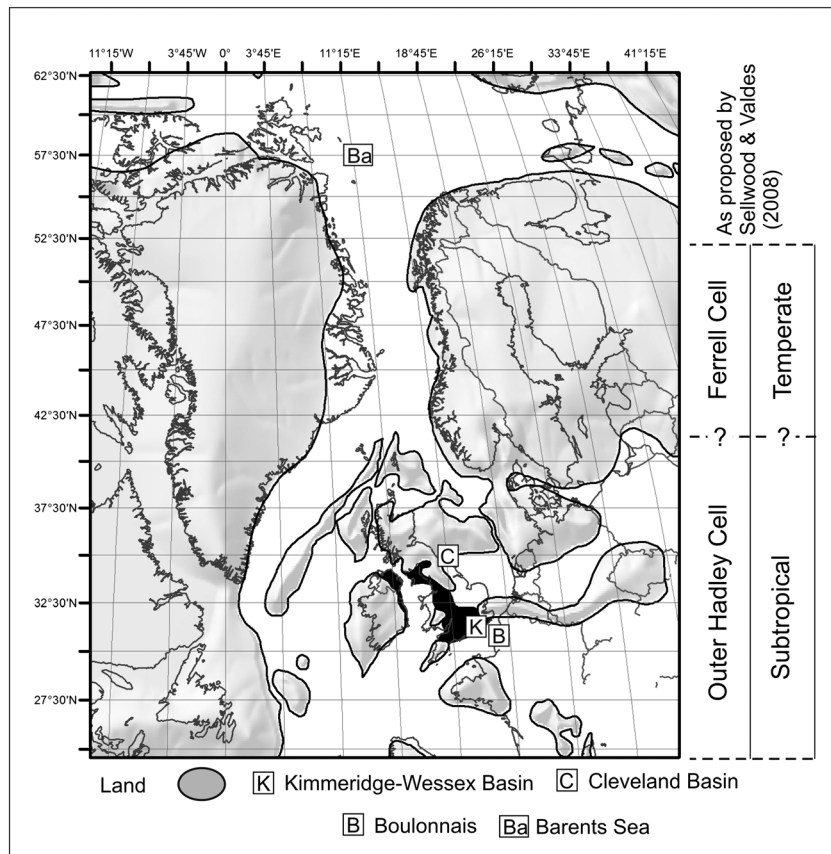 11°15'W 3°45'W 0° 3°45'E 11°15'E 18°45'E 26°15'E 33°45'E 41°15'E
62°30'N
57°30'N
52°30'N
47°30'N
42°30'N
37°30'N
32°30'N
27°30'N
Ba
C
K
B
As proposed by
Sellwood & Valdes
(2008)
Ferrell Cell
Temperate
?
?
Outer Hadley Cell
Subtropical
Land
K Kimmeridge-Wessex Basin
C Cleveland Basin
B Boulonnais
Ba Barents Sea